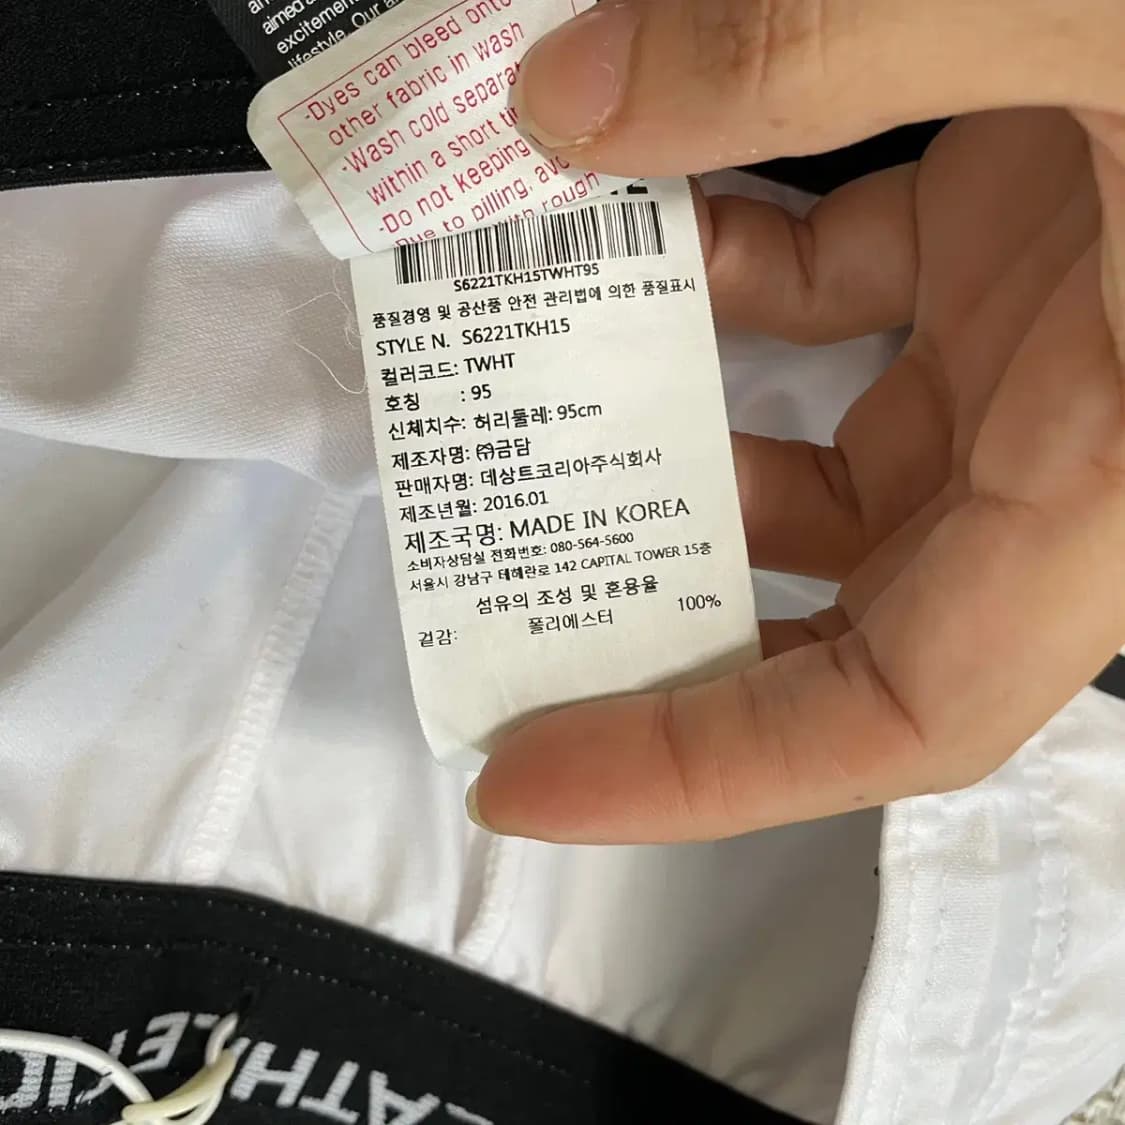 aimed a
excitement
lifestyle. Our a
-Dyes can bleed onto
other fabric in wash
-Wash cold separa
within a short ti
-Do not keeping
Due to pilling, avo
with rough
S6221TKH15TWHT95
품질경영 및 공산품 안전 관리법에 의한 품질표시
STYLE N. S6221TKH15
컬러코드: TWHT
호칭 : 95
신체치수: 허리둘레: 95cm
제조자명: ㈜금담
판매자명: 데상트코리아주식회사
제조년월: 2016.01
제조국명: MADE IN KOREA
소비자상담실 전화번호: 080-564-5600
서울시 강남구 테헤란로 142 CAPITAL TOWER 15층
섬유의 조성 및 혼용율
겉감: 폴리에스터 100%
ATHLE